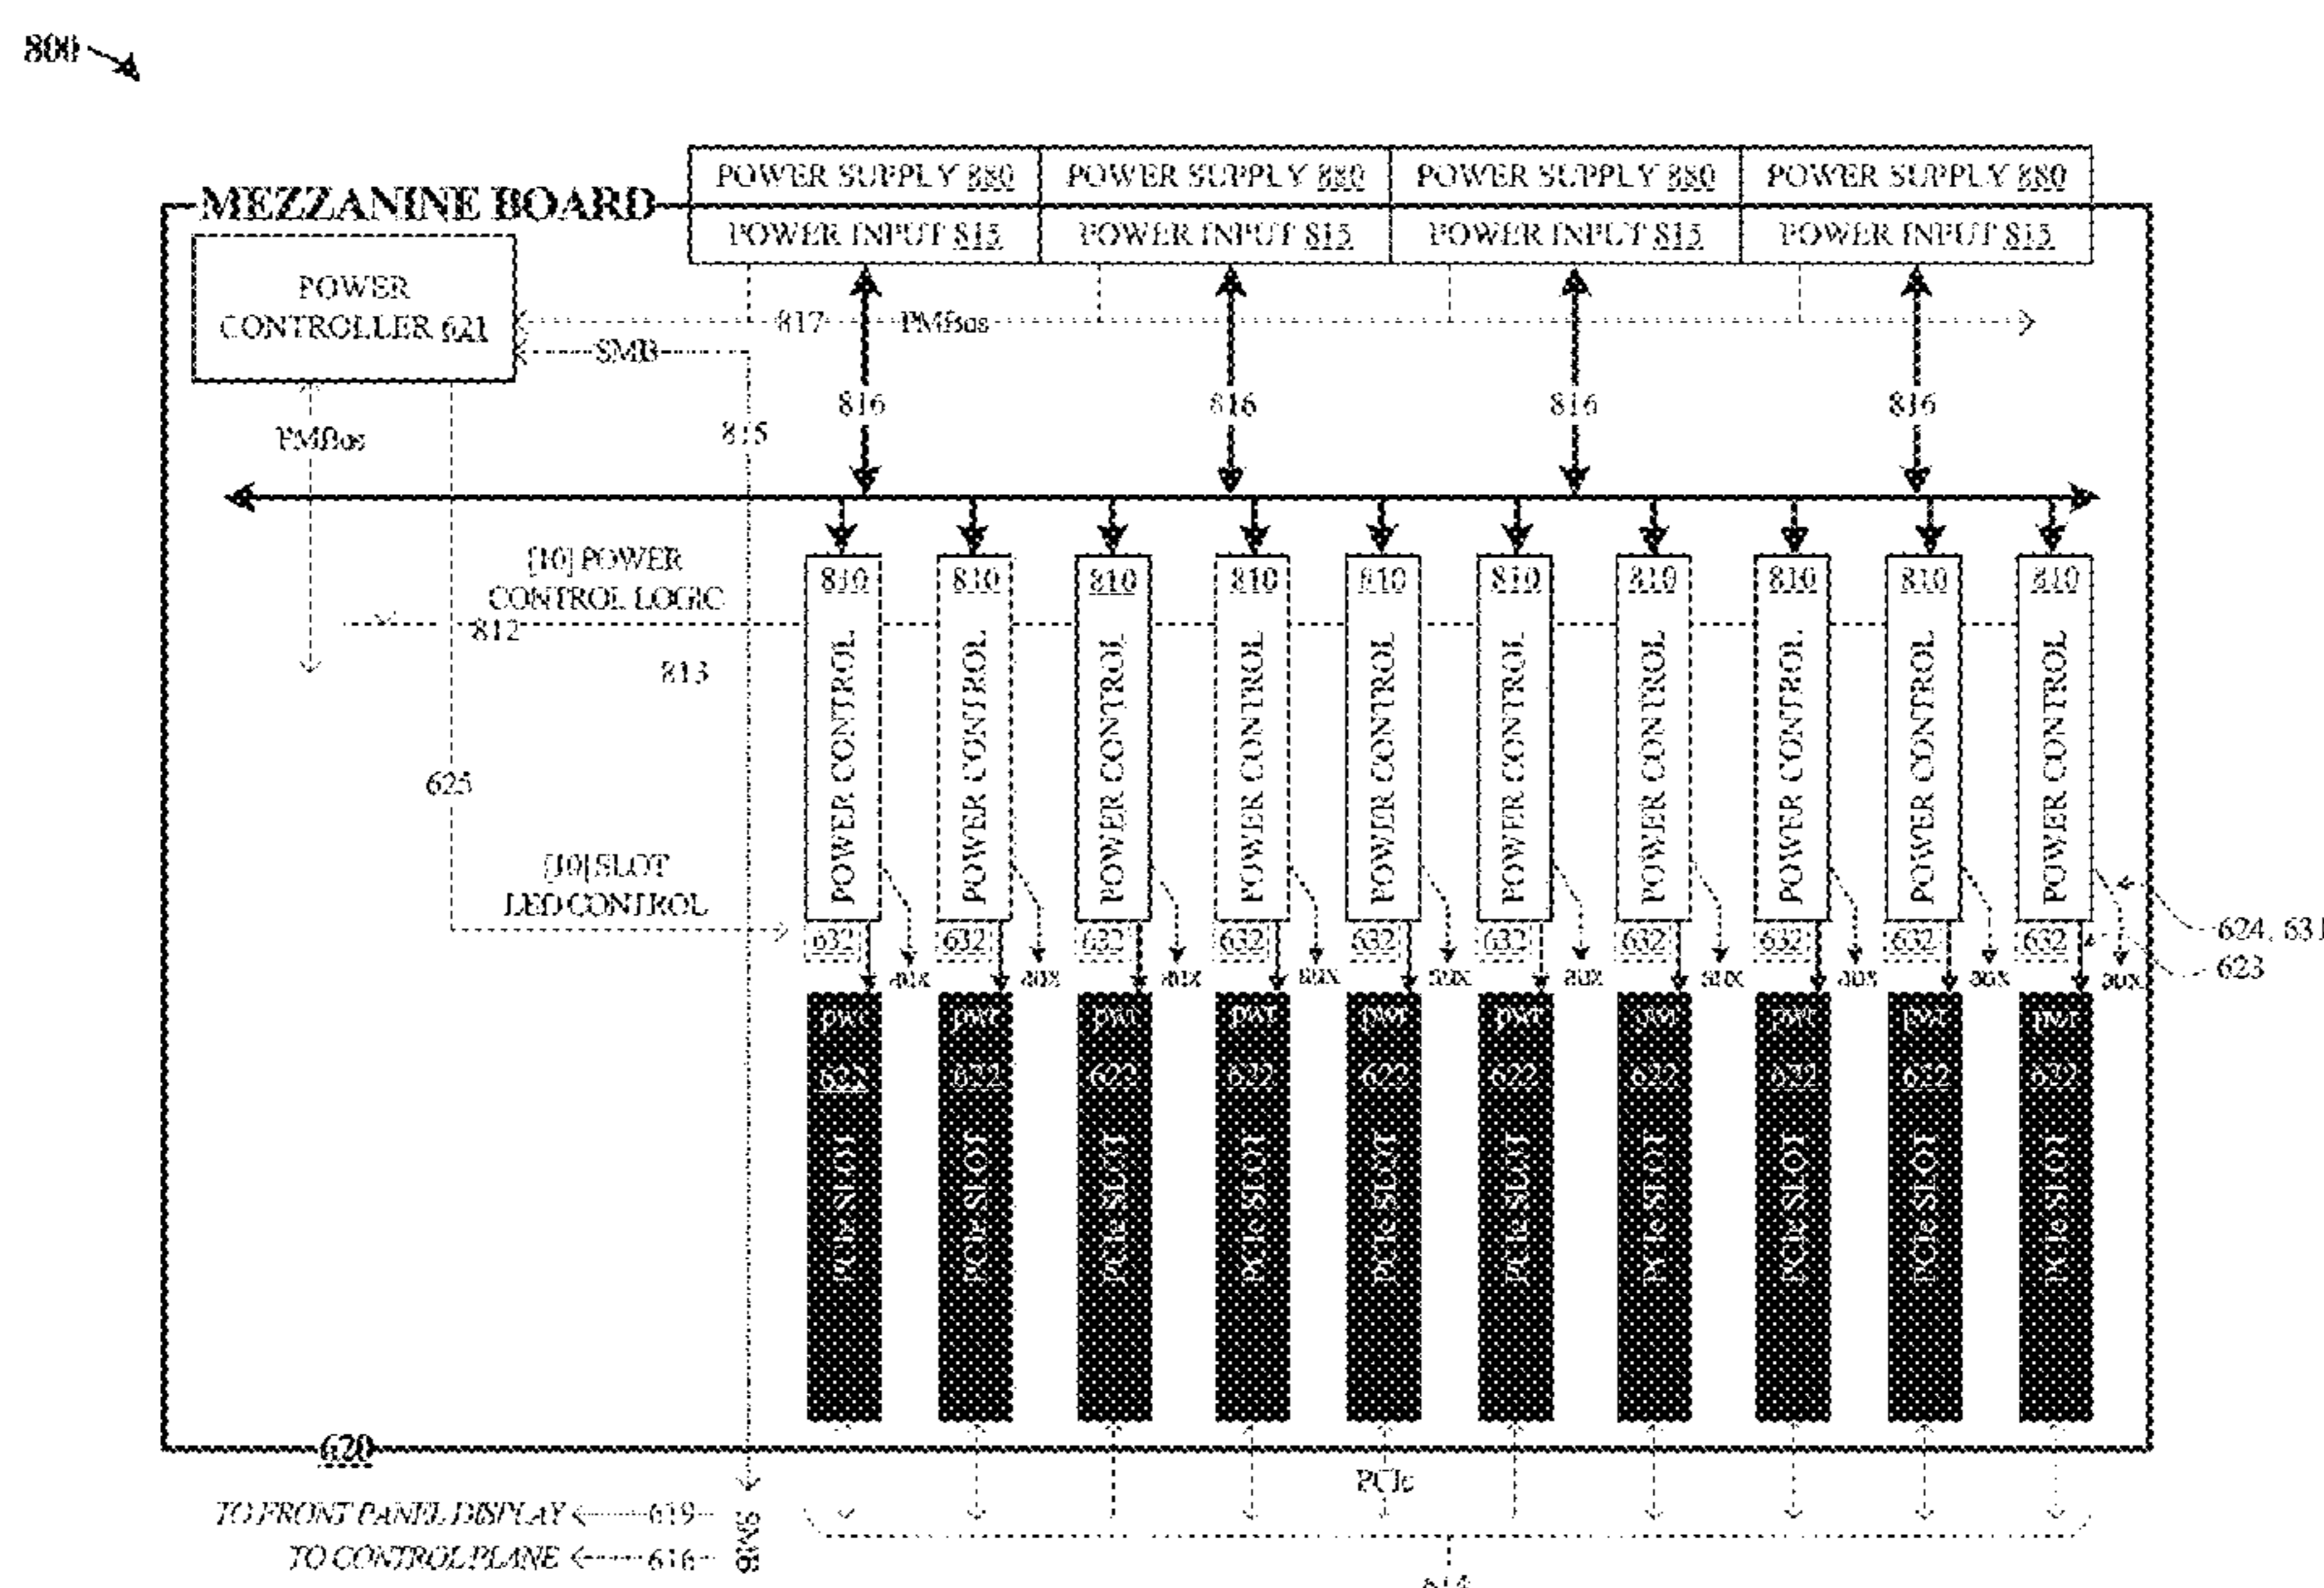 800
POWER SUPPLY 880 POWER SUPPLY 880 POWER SUPPLY 880 POWER SUPPLY 880
MEZZANINE BOARD
POWER INPUT 815 POWER INPUT 815 POWER INPUT 815 POWER INPUT 815
POWER
CONTROLLER 621
817 PMBus
SMB
816 816 816 816
815
PMBus
[10] POWER
CONTROL LOGIC
812
813
810 810 810 810 810 810 810 810 810 810
POWER CONTROL POWER CONTROL POWER CONTROL POWER CONTROL POWER CONTROL POWER CONTROL POWER CONTROL POWER CONTROL POWER CONTROL POWER CONTROL
625
[10] SLOT
LED CONTROL
632 632 632 632 632 632 632 632 632 632
624, 631
623
aux aux aux aux aux aux aux aux aux aux
pwr pwr pwr pwr pwr pwr pwr pwr pwr pwr
622 622 622 622 622 622 622 622 622 622
PCIe SLOT PCIe SLOT PCIe SLOT PCIe SLOT PCIe SLOT PCIe SLOT PCIe SLOT PCIe SLOT PCIe SLOT PCIe SLOT
620
PCIe
TO FRONT PANEL DISPLAY 619
TO CONTROL PLANE 616
SMB